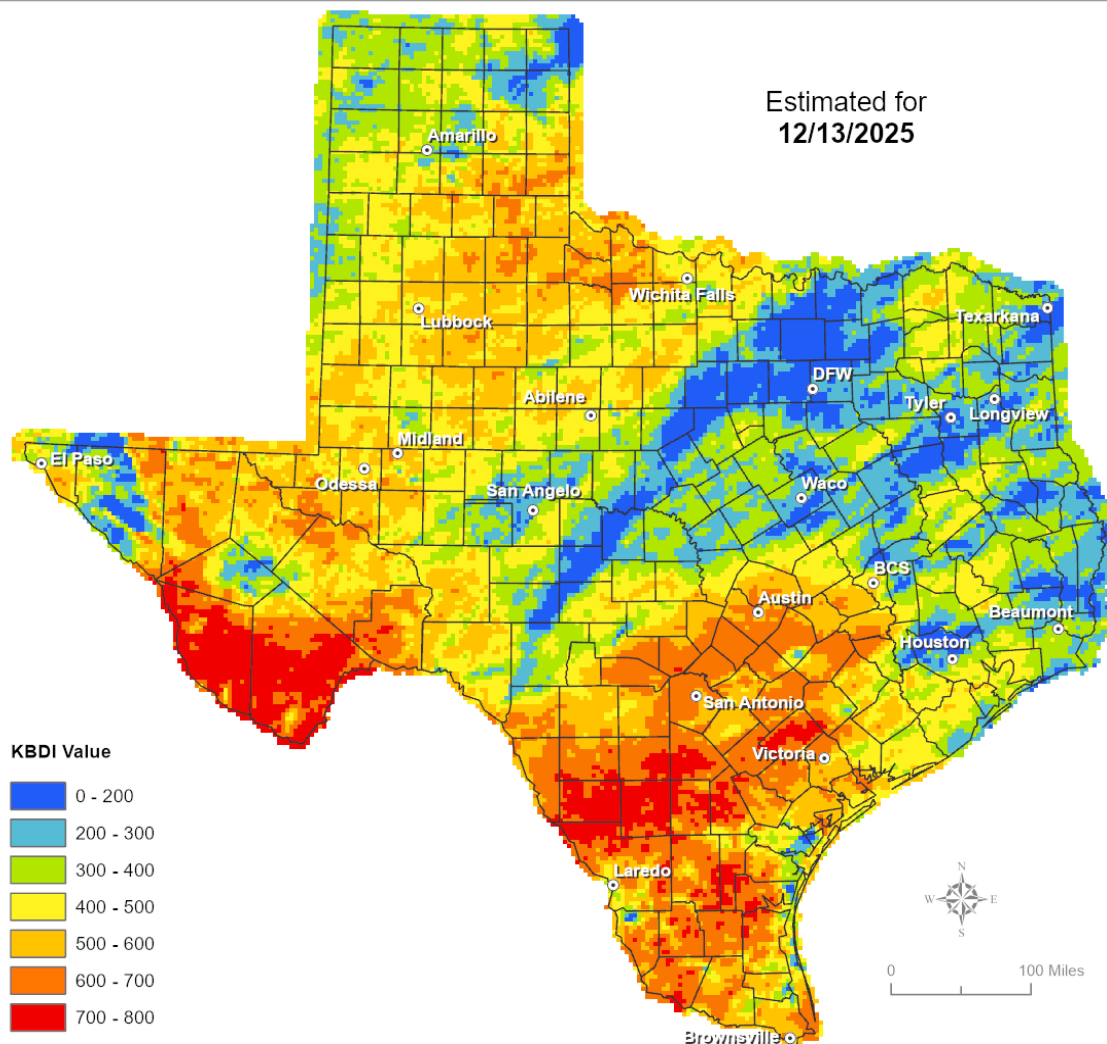 Estimated for
12/13/2025
Amarillo
Wichita Falls
Lubbock
Texarkana
DFW
Abilene
Tyler
Longview
Midland
El Paso
Odessa
San Angelo
Waco
BCS
Austin
Beaumont
Houston
San Antonio
Victoria
Laredo
Brownsville
KBDI Value
0 - 200
200 - 300
300 - 400
400 - 500
500 - 600
600 - 700
700 - 800
N
W E
S
0 100 Miles